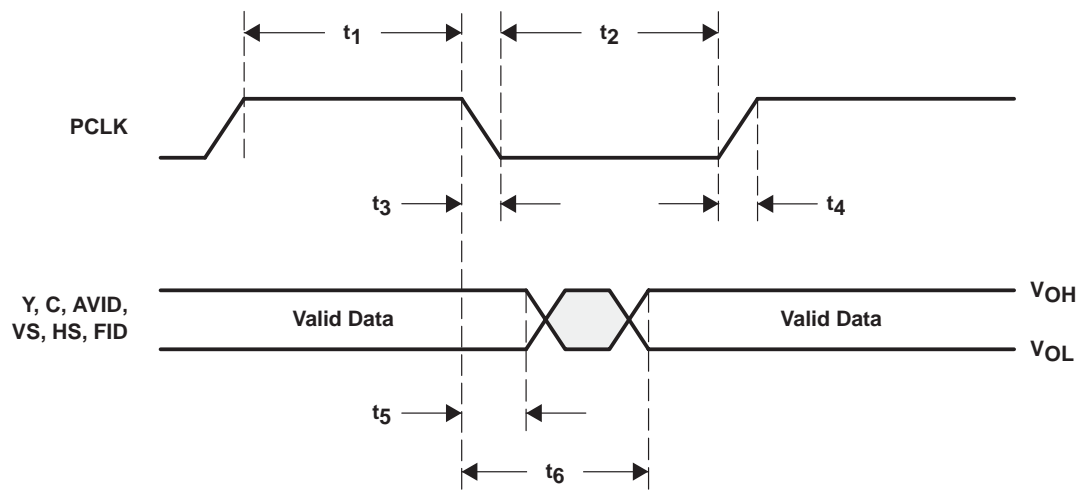 t1
t2
PCLK
t3
t4
Y, C, AVID,
VS, HS, FID
Valid Data
Valid Data
VOH
VOL
t5
t6